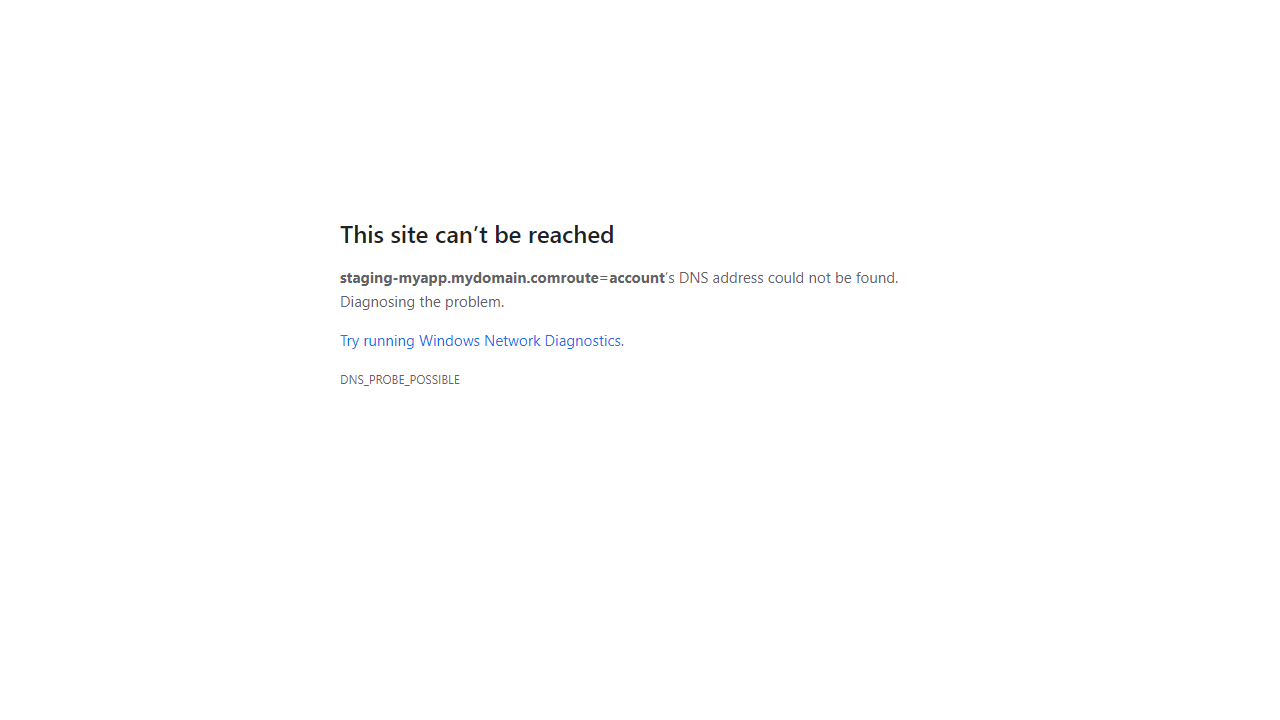 This site can’t be reached
staging-myapp.mydomain.comroute=account’s DNS address could not be found.
Diagnosing the problem.
Try running Windows Network Diagnostics.
DNS_PROBE_POSSIBLE